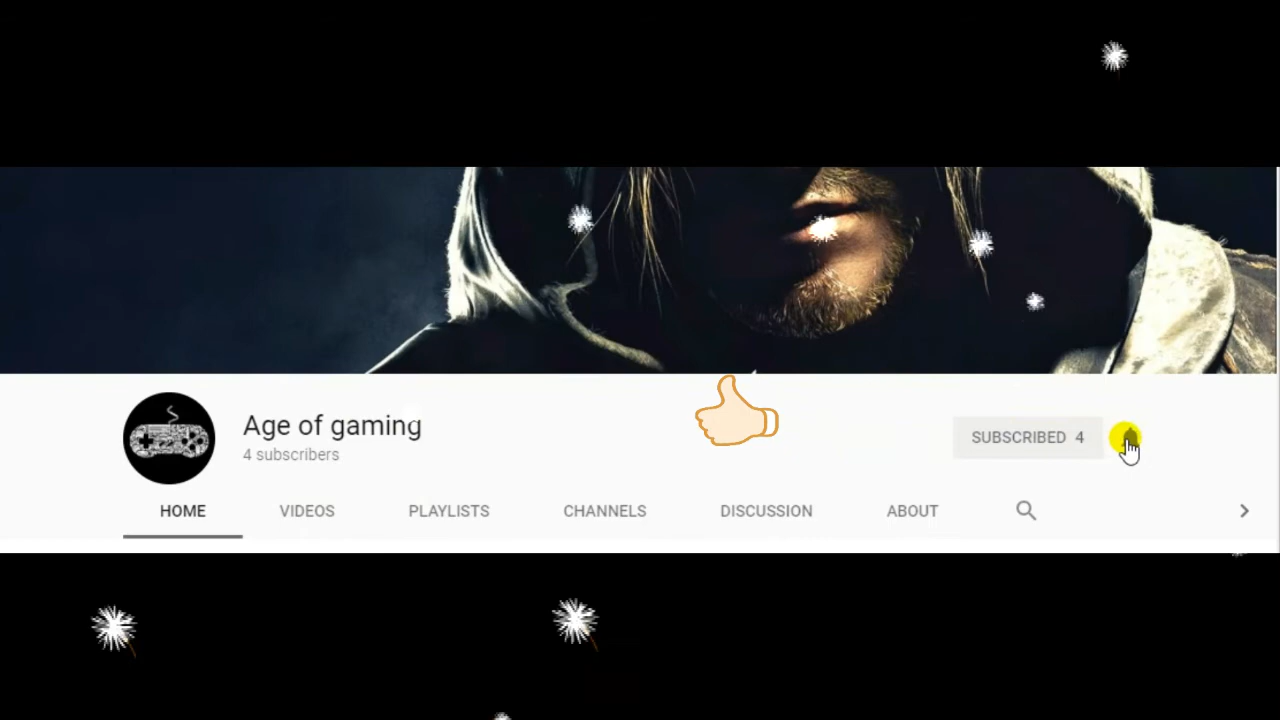 Age of gaming
4 subscribers
SUBSCRIBED 4
HOME VIDEOS PLAYLISTS CHANNELS DISCUSSION ABOUT